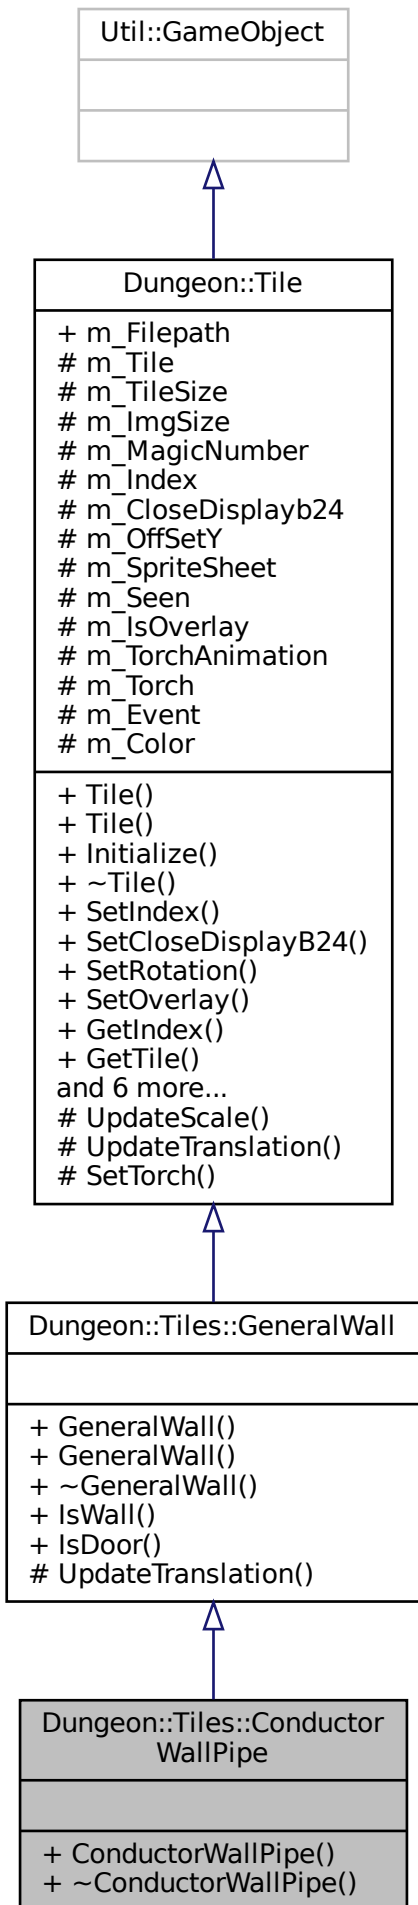 Util::GameObject
Dungeon::Tile
+ m_Filepath
# m_Tile
# m_TileSize
# m_ImgSize
# m_MagicNumber
# m_Index
# m_CloseDisplayb24
# m_OffSetY
# m_SpriteSheet
# m_Seen
# m_IsOverlay
# m_TorchAnimation
# m_Torch
# m_Event
# m_Color
+ Tile()
+ Tile()
+ Initialize()
+ ~Tile()
+ SetIndex()
+ SetCloseDisplayB24()
+ SetRotation()
+ SetOverlay()
+ GetIndex()
+ GetTile()
and 6 more...
# UpdateScale()
# UpdateTranslation()
# SetTorch()
Dungeon::Tiles::GeneralWall
+ GeneralWall()
+ GeneralWall()
+ ~GeneralWall()
+ IsWall()
+ IsDoor()
# UpdateTranslation()
Dungeon::Tiles::Conductor
WallPipe
+ ConductorWallPipe()
+ ~ConductorWallPipe()